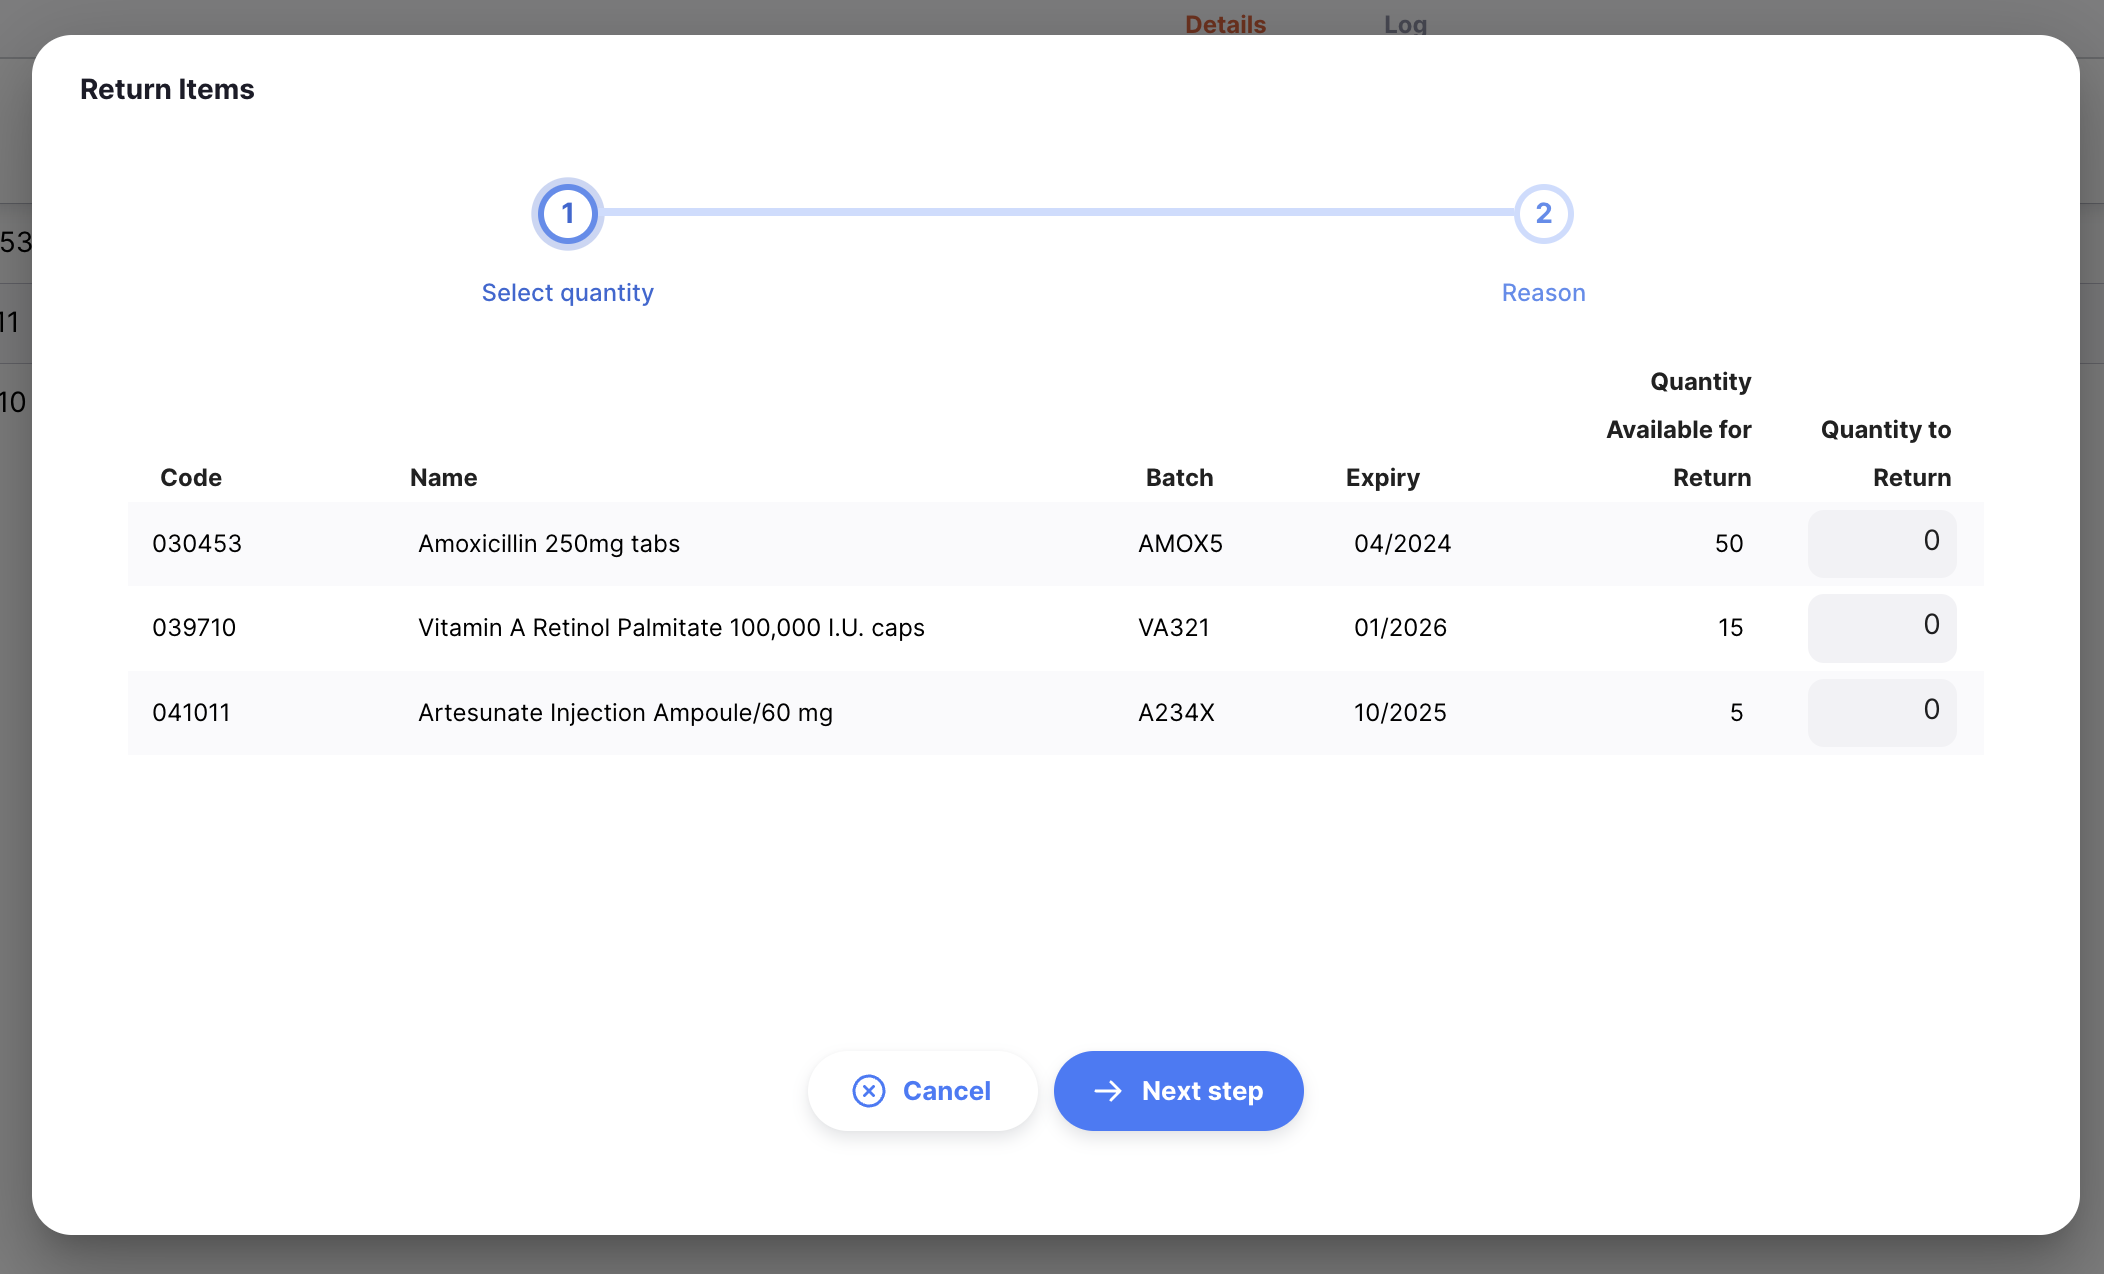 Details Log
Return Items
1 2
Select quantity Reason
Quantity
Available for Quantity to
Code Name Batch Expiry Return Return
53
030453 Amoxicillin 250mg tabs AMOX5 04/2024 50 0
11
039710 Vitamin A Retinol Palmitate 100,000 I.U. caps VA321 01/2026 15 0
10
041011 Artesunate Injection Ampoule/60 mg A234X 10/2025 5 0
Cancel Next step